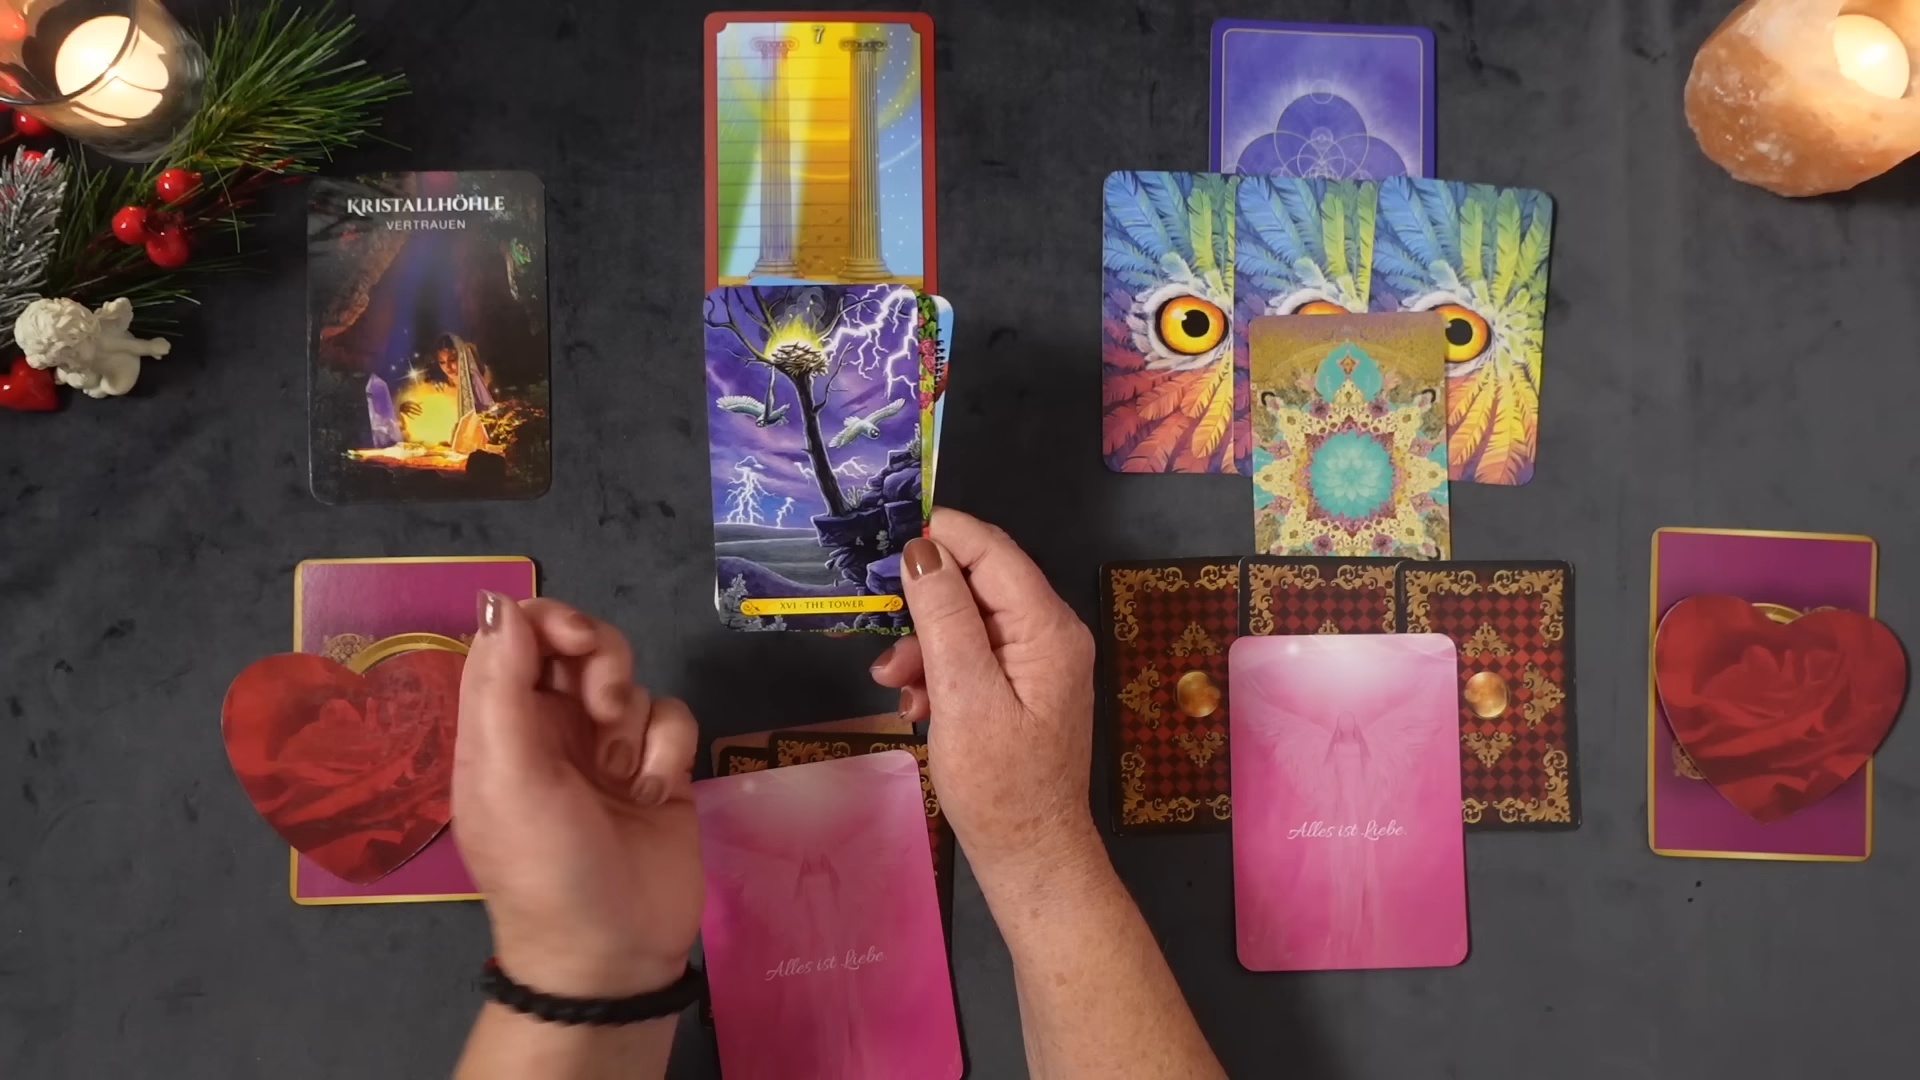 KRISTALLHÖHLE
VERTRAUEN
7
XVI · THE TOWER
Alles ist Liebe
Alles ist Liebe